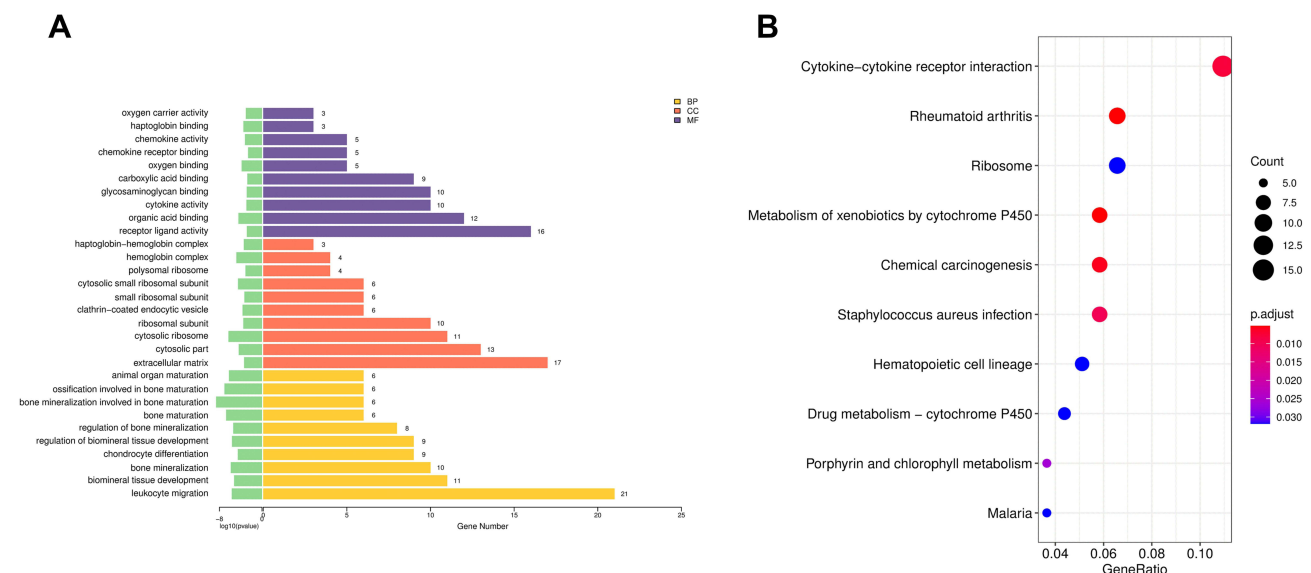 A
BP
CC
MF
oxygen carrier activity 3
haptoglobin binding 3
chemokine activity 5
chemokine receptor binding 5
oxygen binding 5
carboxylic acid binding 9
glycosaminoglycan binding 10
cytokine activity 10
organic acid binding 12
receptor ligand activity 16
haptoglobin−hemoglobin complex 3
hemoglobin complex 4
polysomal ribosome 4
cytosolic small ribosomal subunit 6
small ribosomal subunit 6
clathrin−coated endocytic vesicle 6
ribosomal subunit 10
cytosolic ribosome 11
cytosolic part 13
extracellular matrix 17
animal organ maturation 6
ossification involved in bone maturation 6
bone mineralization involved in bone maturation 6
bone maturation 6
regulation of bone mineralization 8
regulation of biomineral tissue development 9
chondrocyte differentiation 9
bone mineralization 10
biomineral tissue development 11
leukocyte migration 21
−8 0 0 5 10 15 20 25
log10(pvalue) Gene Number
B
Cytokine−cytokine receptor interaction
Rheumatoid arthritis
Ribosome
Metabolism of xenobiotics by cytochrome P450
Chemical carcinogenesis
Staphylococcus aureus infection
Hematopoietic cell lineage
Drug metabolism − cytochrome P450
Porphyrin and chlorophyll metabolism
Malaria
0.04 0.06 0.08 0.10
GeneRatio
Count
5.0
7.5
10.0
12.5
15.0
p.adjust
0.010
0.015
0.020
0.025
0.030